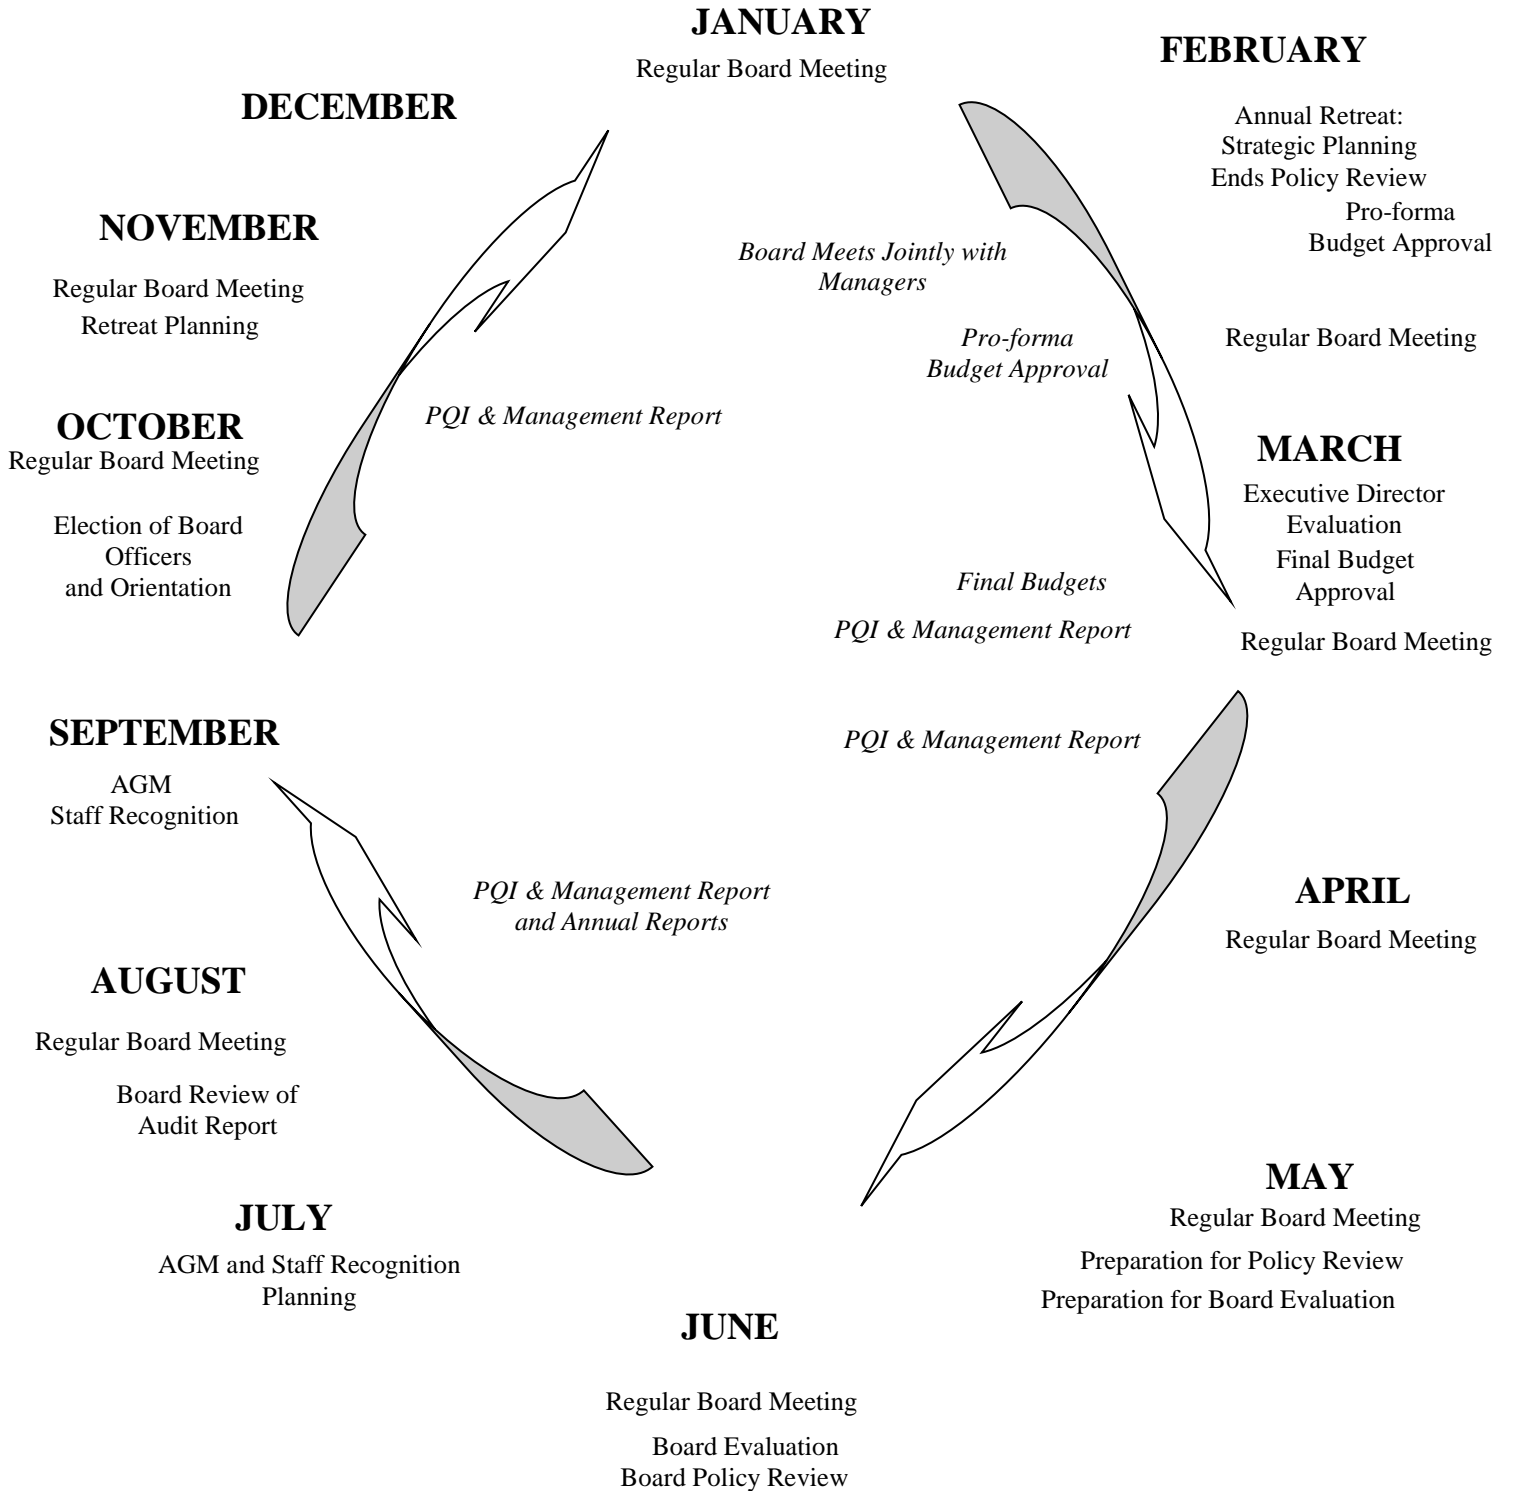 JANUARY
Regular Board Meeting
FEBRUARY
Annual Retreat:
Strategic Planning
Ends Policy Review
Pro-forma
Budget Approval
Regular Board Meeting
MARCH
Executive Director
Evaluation
Final Budget
Approval
Regular Board Meeting
APRIL
Regular Board Meeting
MAY
Regular Board Meeting
Preparation for Policy Review
Preparation for Board Evaluation
JUNE
Regular Board Meeting
Board Evaluation
Board Policy Review
JULY
AGM and Staff Recognition
Planning
AUGUST
Regular Board Meeting
Board Review of
Audit Report
SEPTEMBER
AGM
Staff Recognition
OCTOBER
Regular Board Meeting
Election of Board
Officers
and Orientation
NOVEMBER
Regular Board Meeting
Retreat Planning
DECEMBER
Board Meets Jointly with
Managers
Pro-forma
Budget Approval
Final Budgets
PQI & Management Report
PQI & Management Report
PQI & Management Report
and Annual Reports
PQI & Management Report